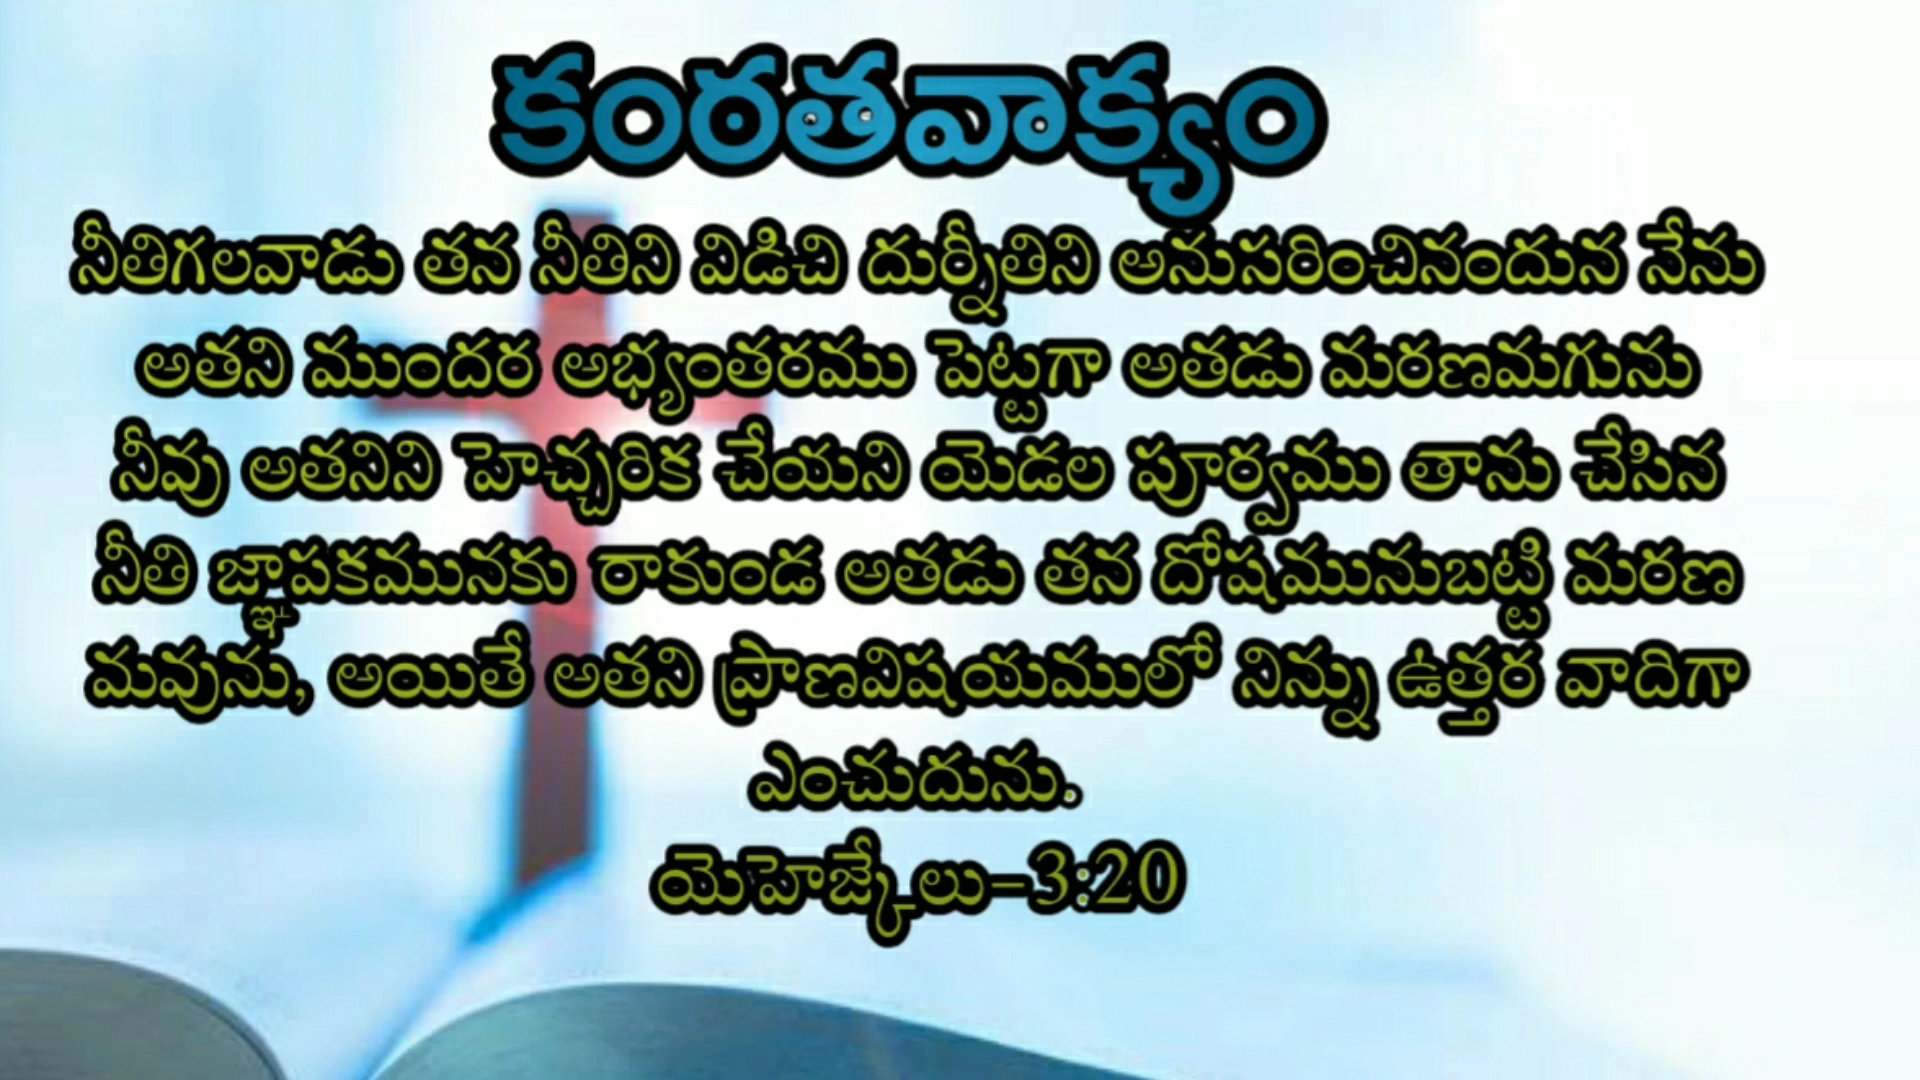 కంరతవాక్యం
నీతిగలవాడు తన నీతిని విడిచి దుర్నీతిని అనుసరించినందున నేను
అతని ముందర అభ్యంతరము పెట్టగా అతడు మరణమగును
నీవు అతనిని హెచ్చరిక చేయని యెడల పూర్వము తాను చేసిన
నీతి జ్ఞాపకమునకు రాకుండ అతడు తన దోషమునుబట్టి మరణ
మవును, అయితే అతని ప్రాణవిషయములో నిన్ను ఉత్తర వాదిగా
ఎంచుదును.
యెహెజ్కేలు-3:20